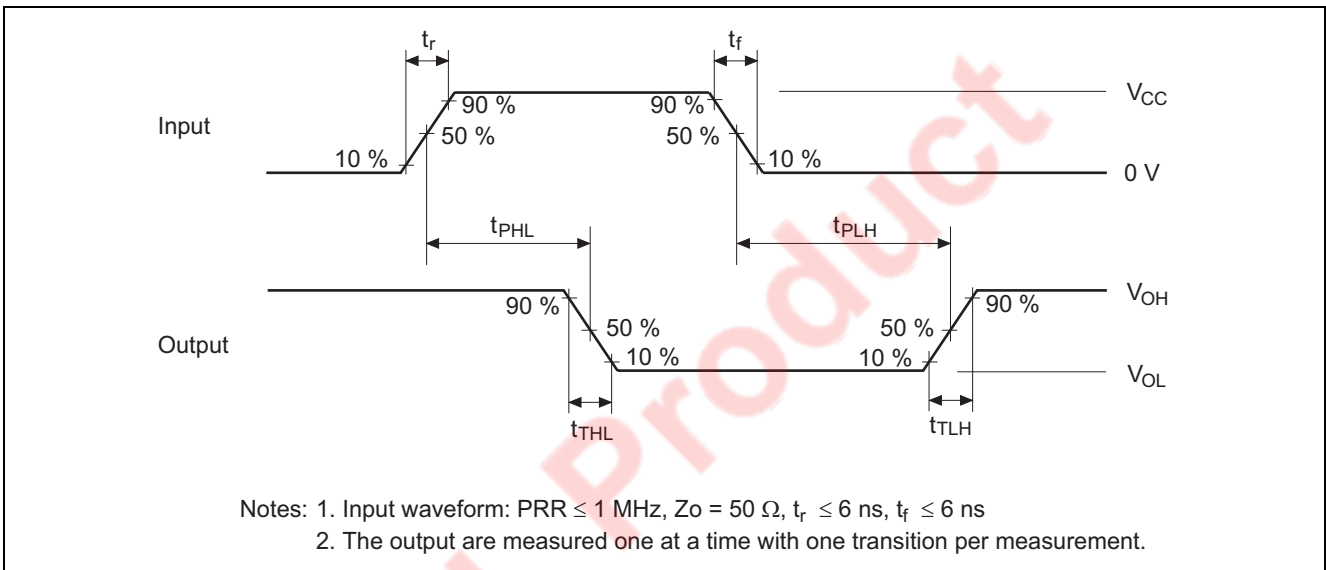 tr tf
90 % 90 % VCC
Input 50 % 50 %
10 % 10 % 0 V
tPHL tPLH
90 % 90 % VOH
50 % 50 %
Output
10 % 10 %
VOL
tTHL tTLH
Notes: 1. Input waveform: PRR ≤ 1 MHz, Zo = 50 Ω, tr ≤ 6 ns, tf ≤ 6 ns
2. The output are measured one at a time with one transition per measurement.
Product